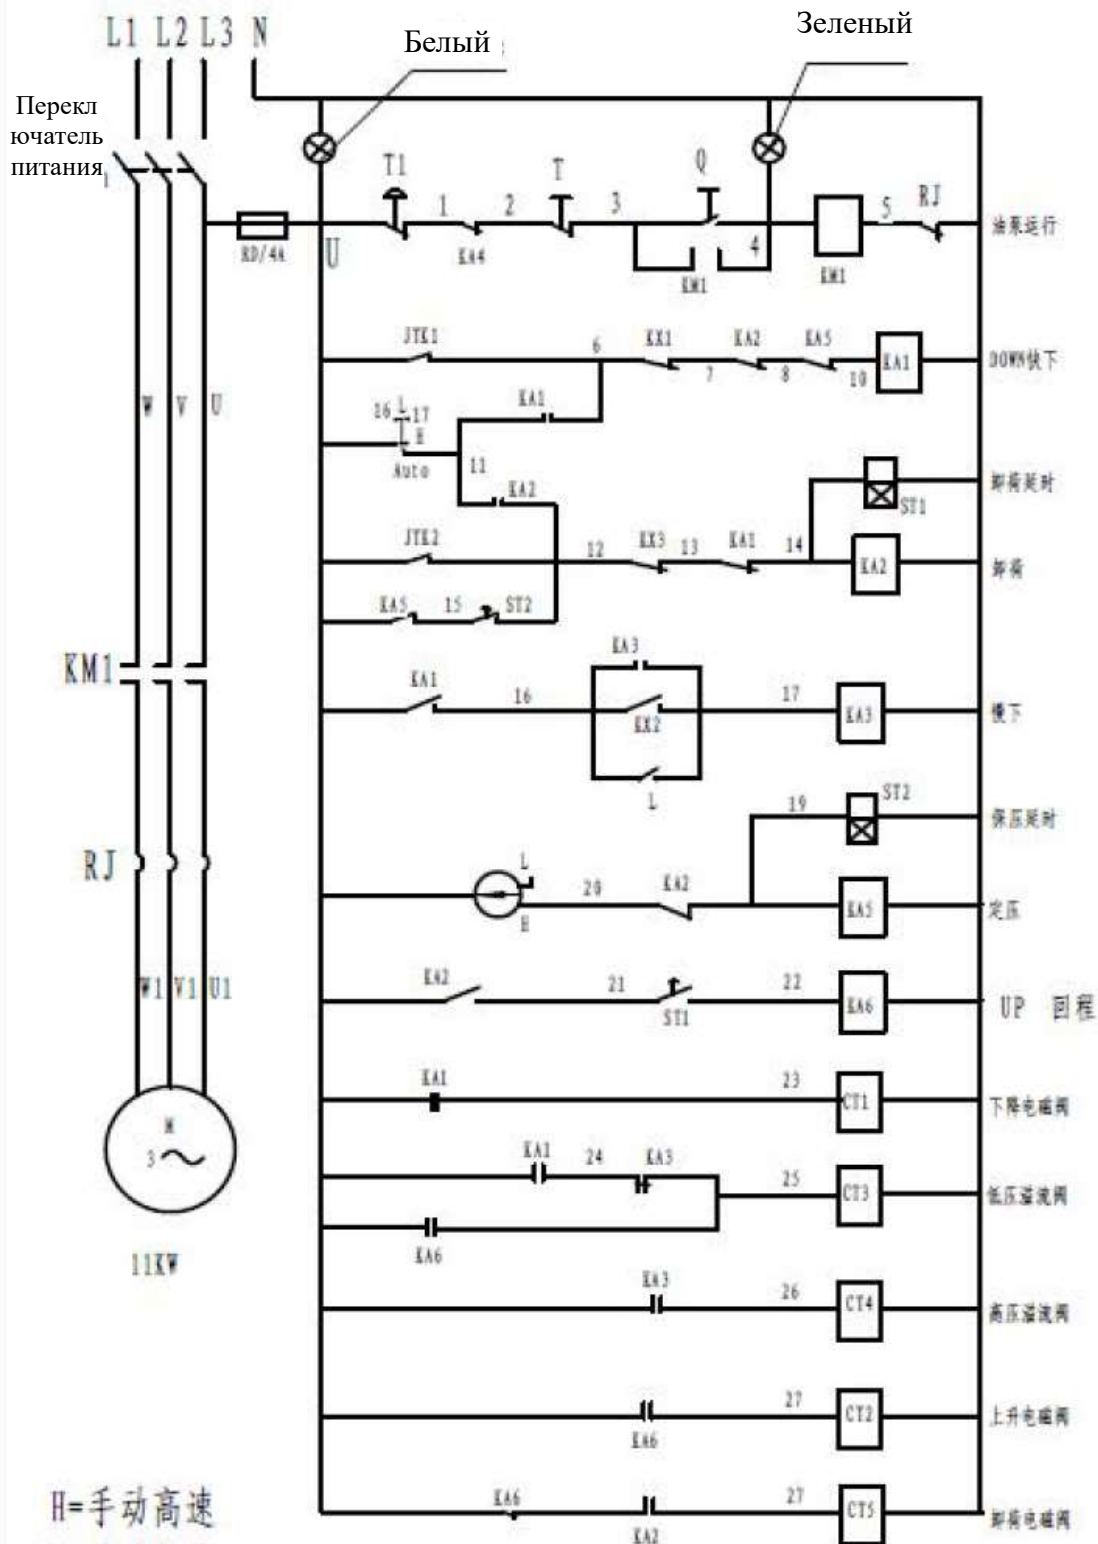 L1 L2 L3 N
Белый
Зеленый
Перекл
ючатель
питания
T1
T
Q
RJ
1
2
3
4
5
RD/4A
U
KA4
KM1
KM1
油泵运行
JYK1
6
KX1
KA2
KA5
7
8
10
KA1
DOWN快下
W
V
U
16
L
17
H
Auto
KA1
11
KA2
ST1
卸荷延时
JYK2
12
KX3
13
KA1
14
KA2
卸荷
KA5
15
ST2
KM1
KA3
KA1
16
KX2
17
KA3
慢下
L
19
ST2
保压延时
RJ
L
20
KA2
H
KA5
定压
W1
V1
U1
KA2
21
ST1
22
KA6
UP 回程
KA1
23
CT1
下降电磁阀
M
3
11KW
KA1
24
KA3
25
CT3
低压溢流阀
KA6
KA3
26
CT4
高压溢流阀
27
CT2
上升电磁阀
KA6
H=手动高速
KA6
27
KA2
CT5
卸荷电磁阀